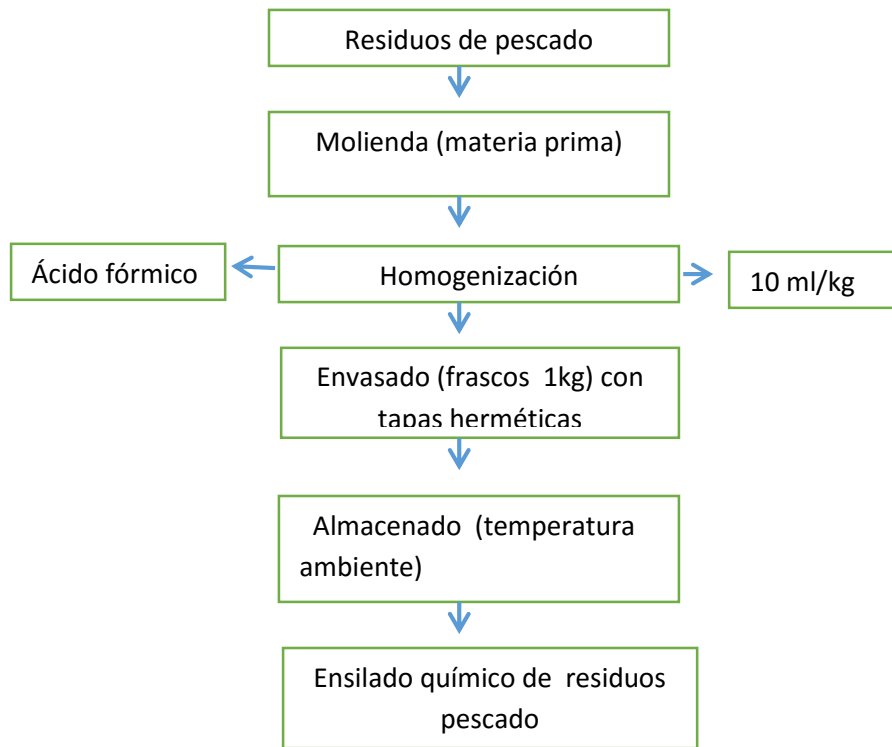 Residuos de pescado
Molienda (materia prima)
Ácido fórmico
Homogenización
10 ml/kg
Envasado (frascos 1kg) con
tapas herméticas
Almacenado (temperatura
ambiente)
Ensilado químico de residuos
pescado